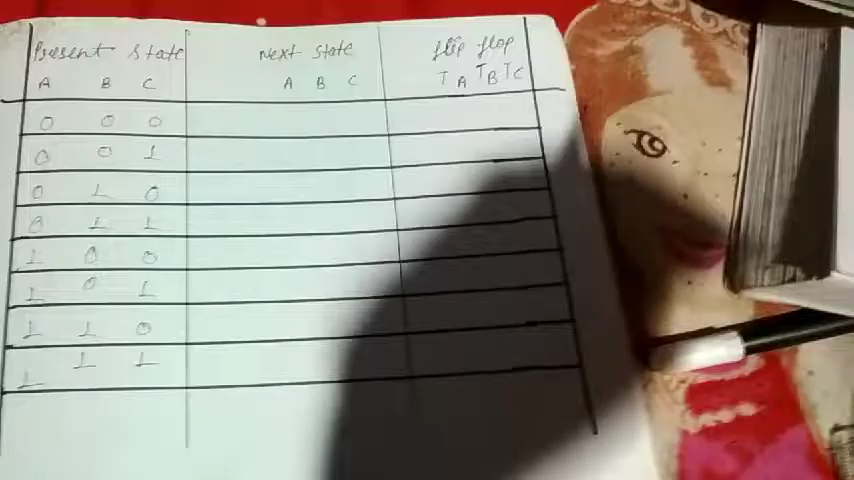 Present State Next State flip flop
A B C A B C TA TB TC
0 0 0
0 0 1
0 1 0
0 1 1
1 0 0
1 0 1
1 1 0
1 1 1